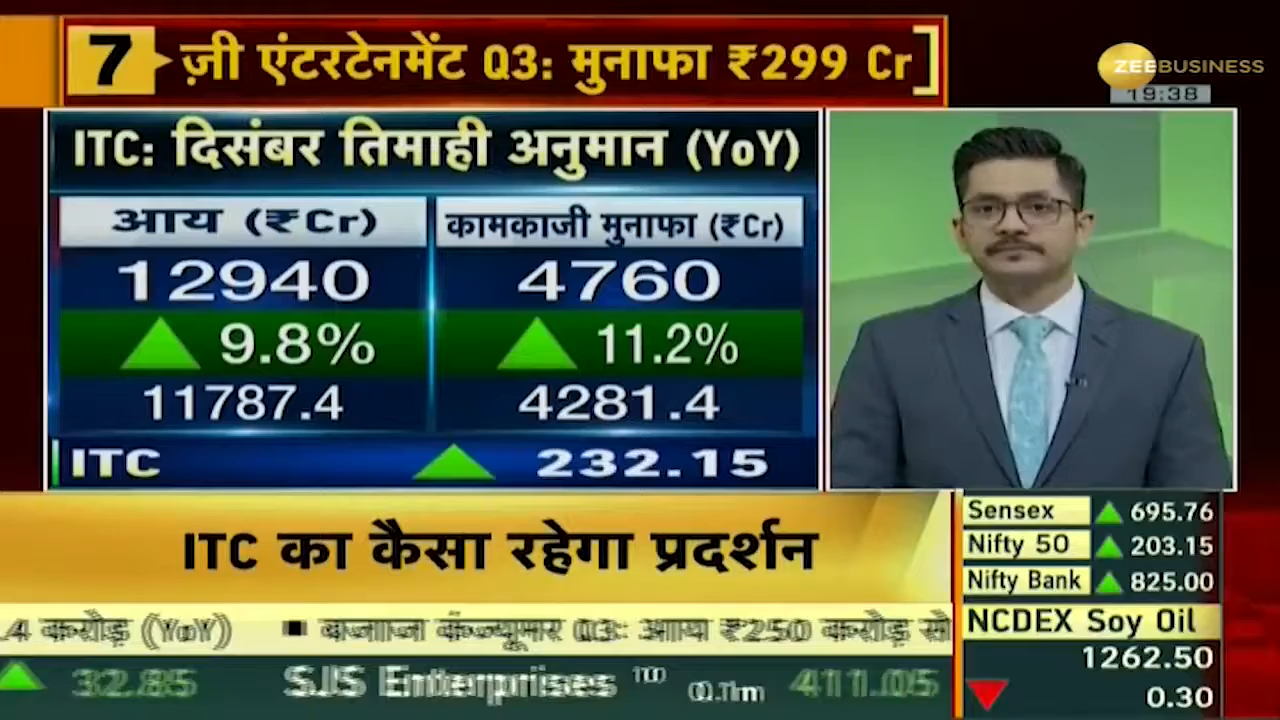 7 ज़ी एंटरटेनमेंट Q3: मुनाफा ₹299 Cr
ZEEBUSINESS
19:38
ITC: दिसंबर तिमाही अनुमान (YoY)
आय (₹Cr) कामकाजी मुनाफा (₹Cr)
12940 4760
9.8% 11.2%
11787.4 4281.4
ITC 232.15
ITC का कैसा रहेगा प्रदर्शन
Sensex 695.76
Nifty 50 203.15
Nifty Bank 825.00
NCDEX Soy Oil
1262.50
0.30
.4 करोड़ (YoY) ▪ बजाज कंज्यूमर Q3: आय ₹250 करोड़ से
32.85 SJS Enterprises 411.05